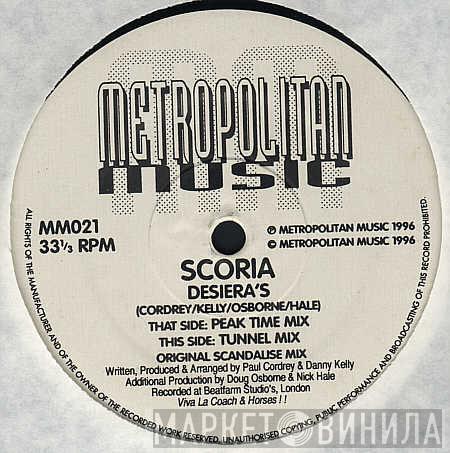 METROPOLITAN
MUSIC
MM021
33⅓ RPM
℗ METROPOLITAN MUSIC 1996
© METROPOLITAN MUSIC 1996
SCORIA
DESIERA'S
(CORDREY/KELLY/OSBORNE/HALE)
THAT SIDE: PEAK TIME MIX
THIS SIDE: TUNNEL MIX
ORIGINAL SCANDALISE MIX
Written, Produced & Arranged by Paul Cordrey & Danny Kelly
Additional Production by Doug Osborne & Nick Hale
Recorded at Beatfarm Studio's, London
Viva La Coach & Horses ! !
ALL RIGHTS OF THE MANUFACTURER AND OF THE OWNER OF THE RECORDED WORK RESERVED. UNAUTHORISED COPYING, PUBLIC PERFORMANCE AND BROADCASTING OF THIS RECORD PROHIBITED.
МАРКЕТ ВИНИЛА